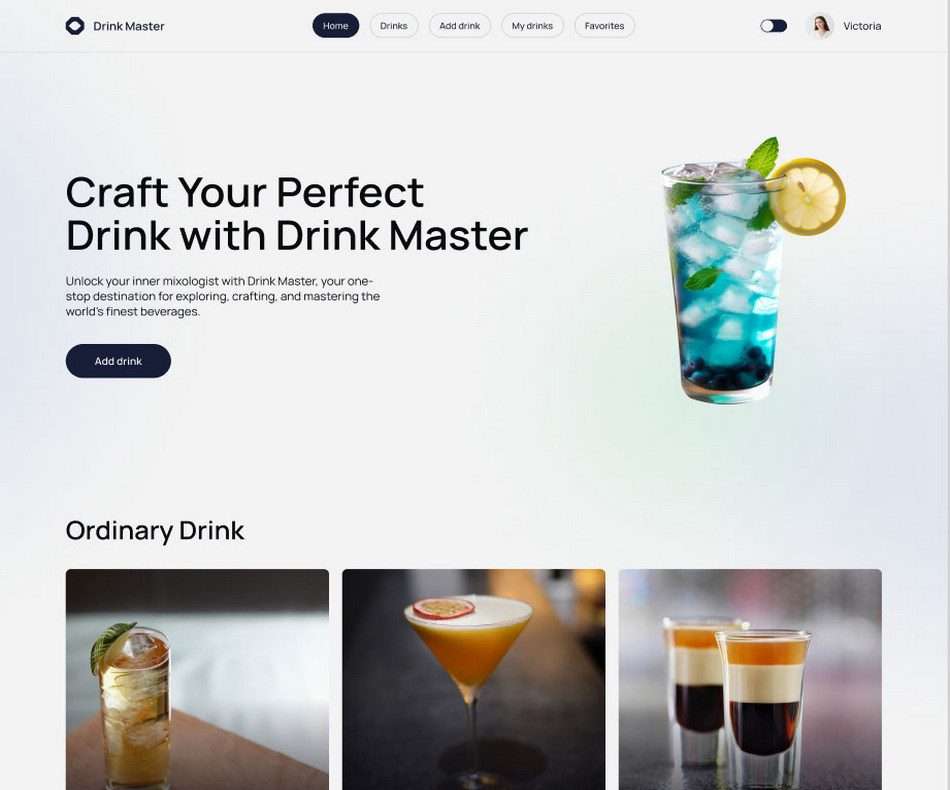 Drink Master
Home
Drinks
Add drink
My drinks
Favorites
Victoria
Craft Your Perfect
Drink with Drink Master
Unlock your inner mixologist with Drink Master, your one-
stop destination for exploring, crafting, and mastering the
world's finest beverages.
Add drink
Ordinary Drink